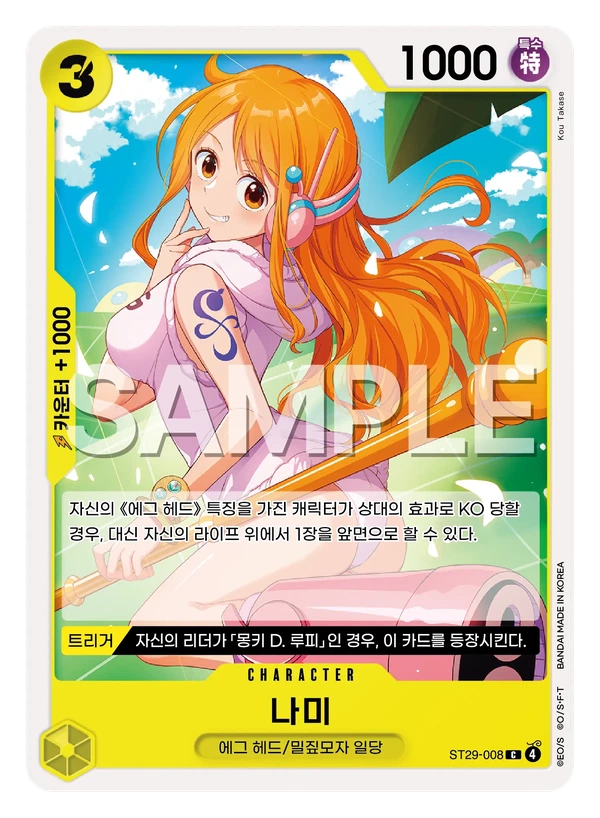 3
1000
특수
特
Kou Takase
카운터 +1000
SAMPLE
자신의 《에그 헤드》 특징을 가진 캐릭터가 상대의 효과로 KO 당할
경우, 대신 자신의 라이프 위에서 1장을 앞면으로 할 수 있다.
트리거 자신의 리더가 「몽키 D. 루피」인 경우, 이 카드를 등장시킨다.
CHARACTER
나미
에그 헤드/밀짚모자 일당
ST29-008 C 4
©EO/S ©O/S·F·T BANDAI MADE IN KOREA